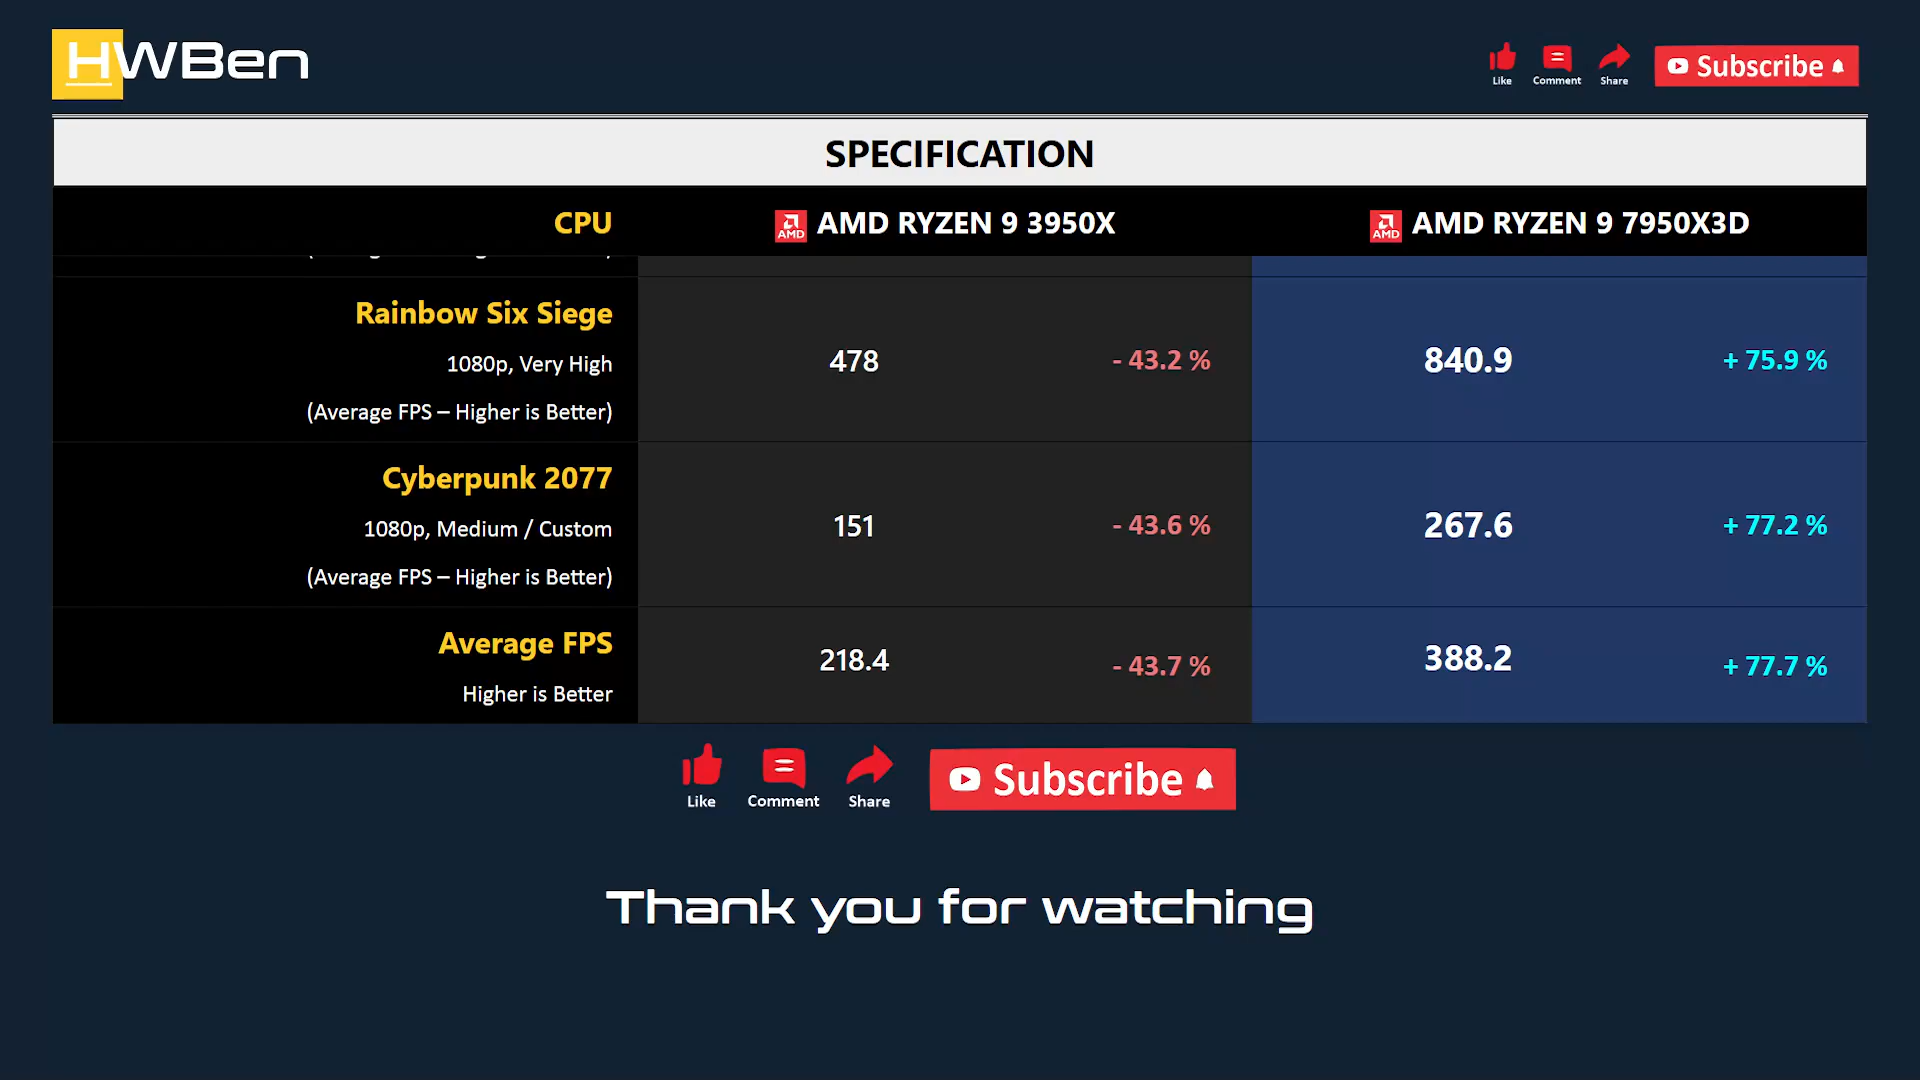 HWBen
Like Comment Share Subscribe
SPECIFICATION
CPU AMD AMD RYZEN 9 3950X AMD AMD RYZEN 9 7950X3D
Rainbow Six Siege
1080p, Very High
(Average FPS – Higher is Better)
478 - 43.2 % 840.9 + 75.9 %
Cyberpunk 2077
1080p, Medium / Custom
(Average FPS – Higher is Better)
151 - 43.6 % 267.6 + 77.2 %
Average FPS
Higher is Better
218.4 - 43.7 % 388.2 + 77.7 %
Like Comment Share Subscribe
Thank you for watching